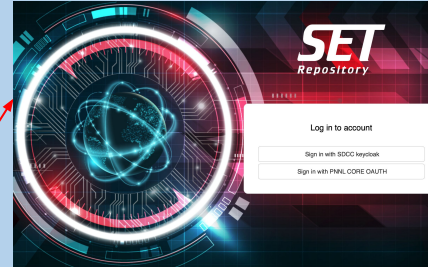 SET
Repository
Log in to account
Sign in with SDCC keycloak
Sign in with PNNL CORE OAUTH